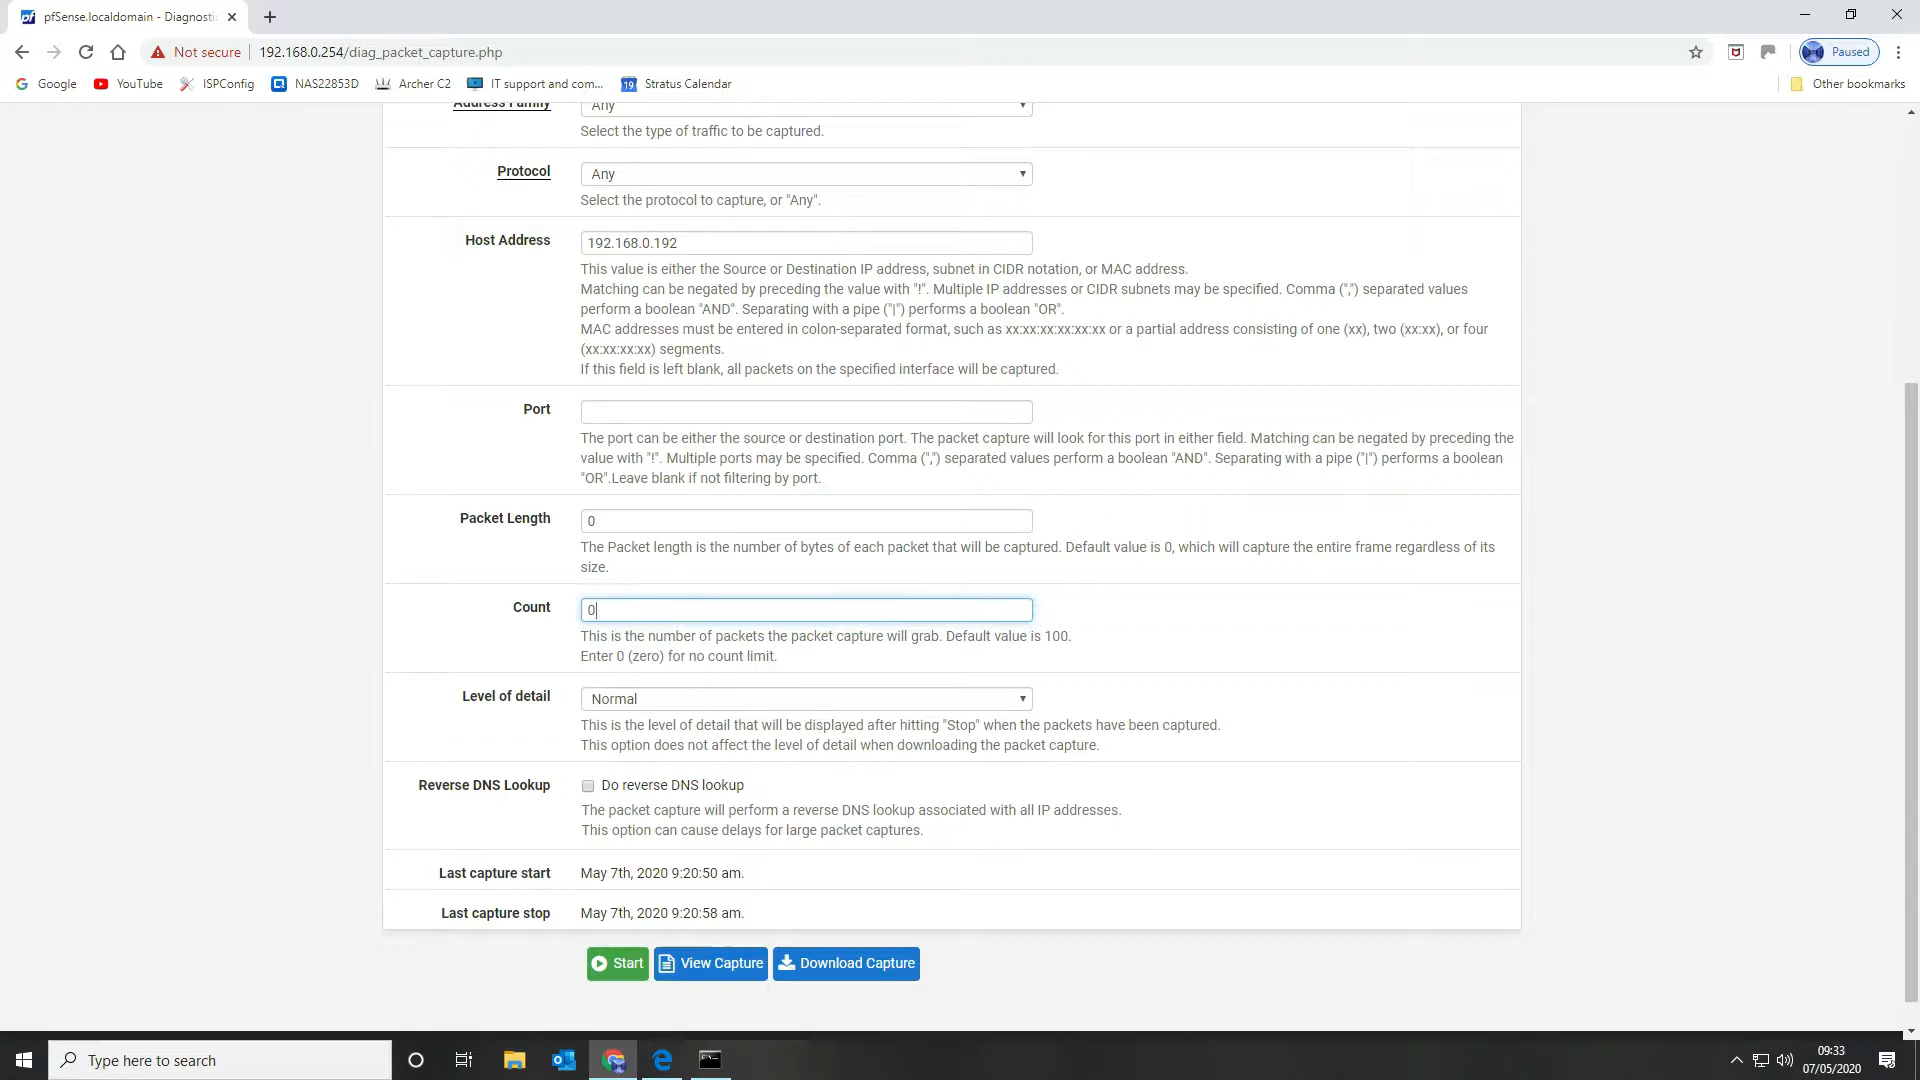 pfSense.localdomain - Diagnosti
Not secure
192.168.0.254/diag_packet_capture.php
Paused
Google
YouTube
ISPConfig
NAS22853D
Archer C2
IT support and com...
19
Stratus Calendar
Other bookmarks
Address Family
Any
Select the type of traffic to be captured.
Protocol
Any
Select the protocol to capture, or "Any".
Host Address
192.168.0.192
This value is either the Source or Destination IP address, subnet in CIDR notation, or MAC address.
Matching can be negated by preceding the value with "!". Multiple IP addresses or CIDR subnets may be specified. Comma (",") separated values
perform a boolean "AND". Separating with a pipe ("|") performs a boolean "OR".
MAC addresses must be entered in colon-separated format, such as xx:xx:xx:xx:xx:xx or a partial address consisting of one (xx), two (xx:xx), or four
(xx:xx:xx:xx) segments.
If this field is left blank, all packets on the specified interface will be captured.
Port
The port can be either the source or destination port. The packet capture will look for this port in either field. Matching can be negated by preceding the
value with "!". Multiple ports may be specified. Comma (",") separated values perform a boolean "AND". Separating with a pipe ("|") performs a boolean
"OR".Leave blank if not filtering by port.
Packet Length
0
The Packet length is the number of bytes of each packet that will be captured. Default value is 0, which will capture the entire frame regardless of its
size.
Count
0
This is the number of packets the packet capture will grab. Default value is 100.
Enter 0 (zero) for no count limit.
Level of detail
Normal
This is the level of detail that will be displayed after hitting "Stop" when the packets have been captured.
This option does not affect the level of detail when downloading the packet capture.
Reverse DNS Lookup
Do reverse DNS lookup
The packet capture will perform a reverse DNS lookup associated with all IP addresses.
This option can cause delays for large packet captures.
Last capture start
May 7th, 2020 9:20:50 am.
Last capture stop
May 7th, 2020 9:20:58 am.
Start
View Capture
Download Capture
Type here to search
09:33
07/05/2020